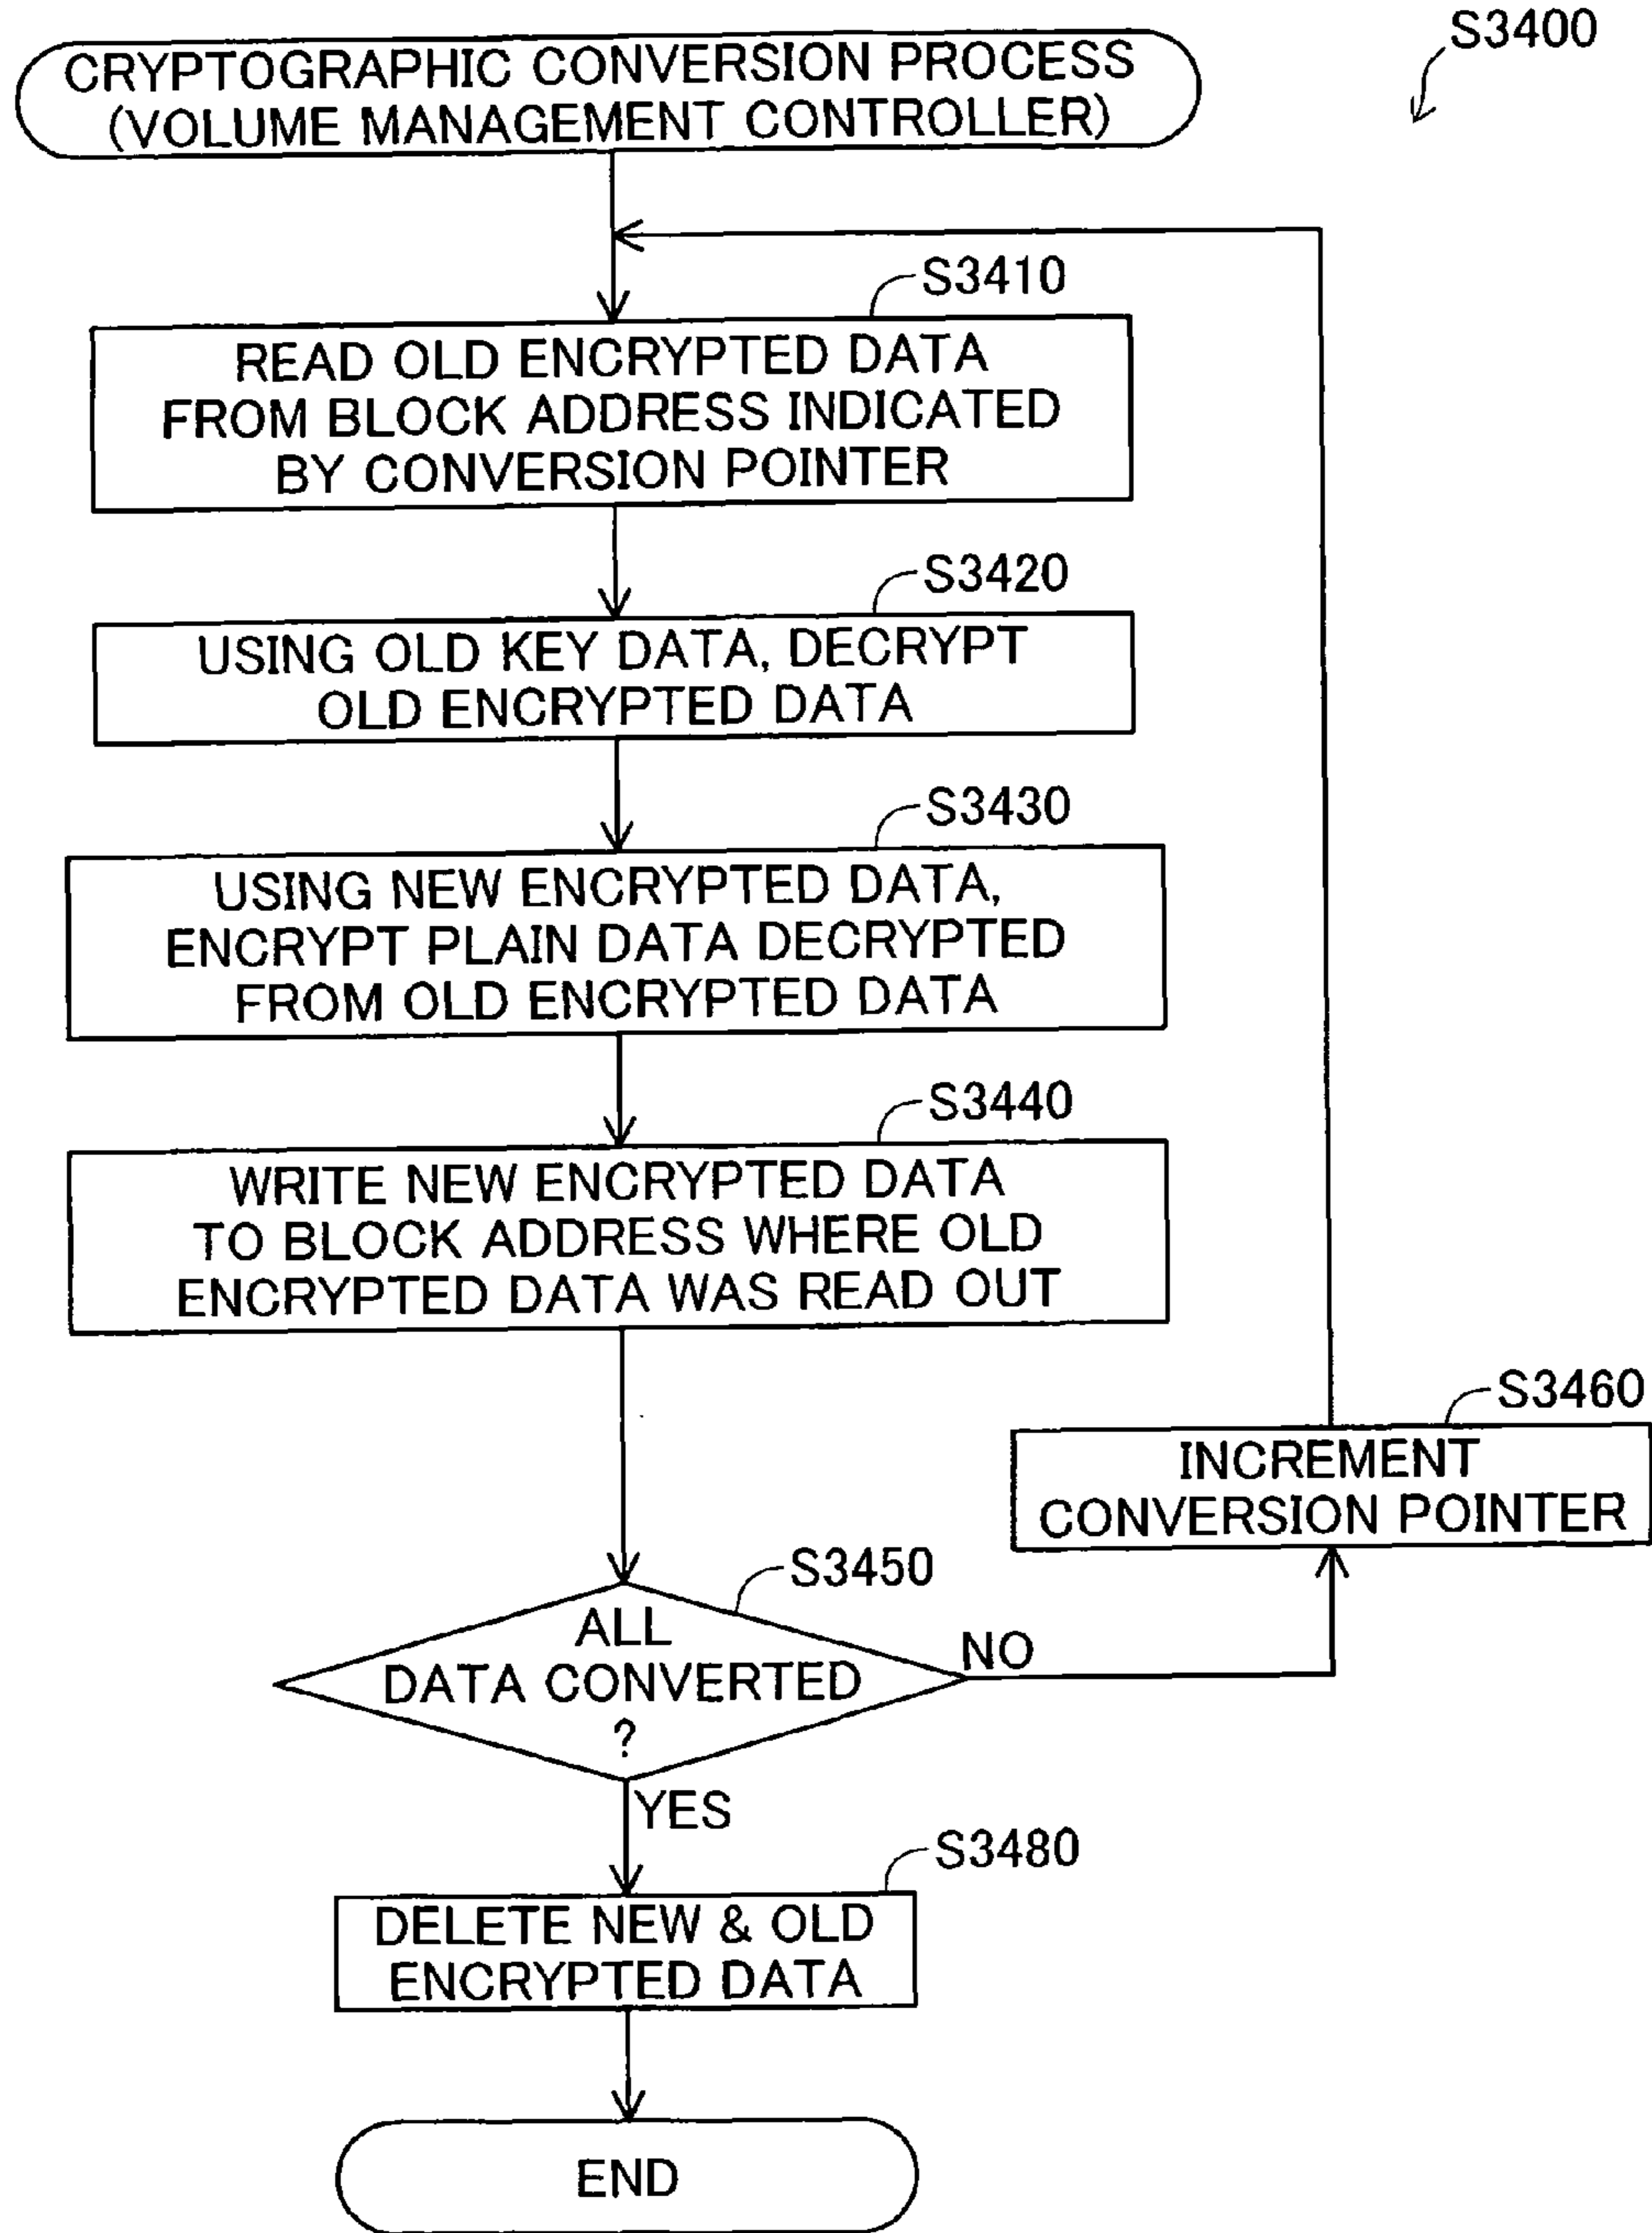 S3400
CRYPTOGRAPHIC CONVERSION PROCESS
(VOLUME MANAGEMENT CONTROLLER)
S3410
READ OLD ENCRYPTED DATA
FROM BLOCK ADDRESS INDICATED
BY CONVERSION POINTER
S3420
USING OLD KEY DATA, DECRYPT
OLD ENCRYPTED DATA
S3430
USING NEW ENCRYPTED DATA,
ENCRYPT PLAIN DATA DECRYPTED
FROM OLD ENCRYPTED DATA
S3440
WRITE NEW ENCRYPTED DATA
TO BLOCK ADDRESS WHERE OLD
ENCRYPTED DATA WAS READ OUT
S3460
INCREMENT
CONVERSION POINTER
S3450
ALL
DATA CONVERTED
?
NO
YES
S3480
DELETE NEW & OLD
ENCRYPTED DATA
END